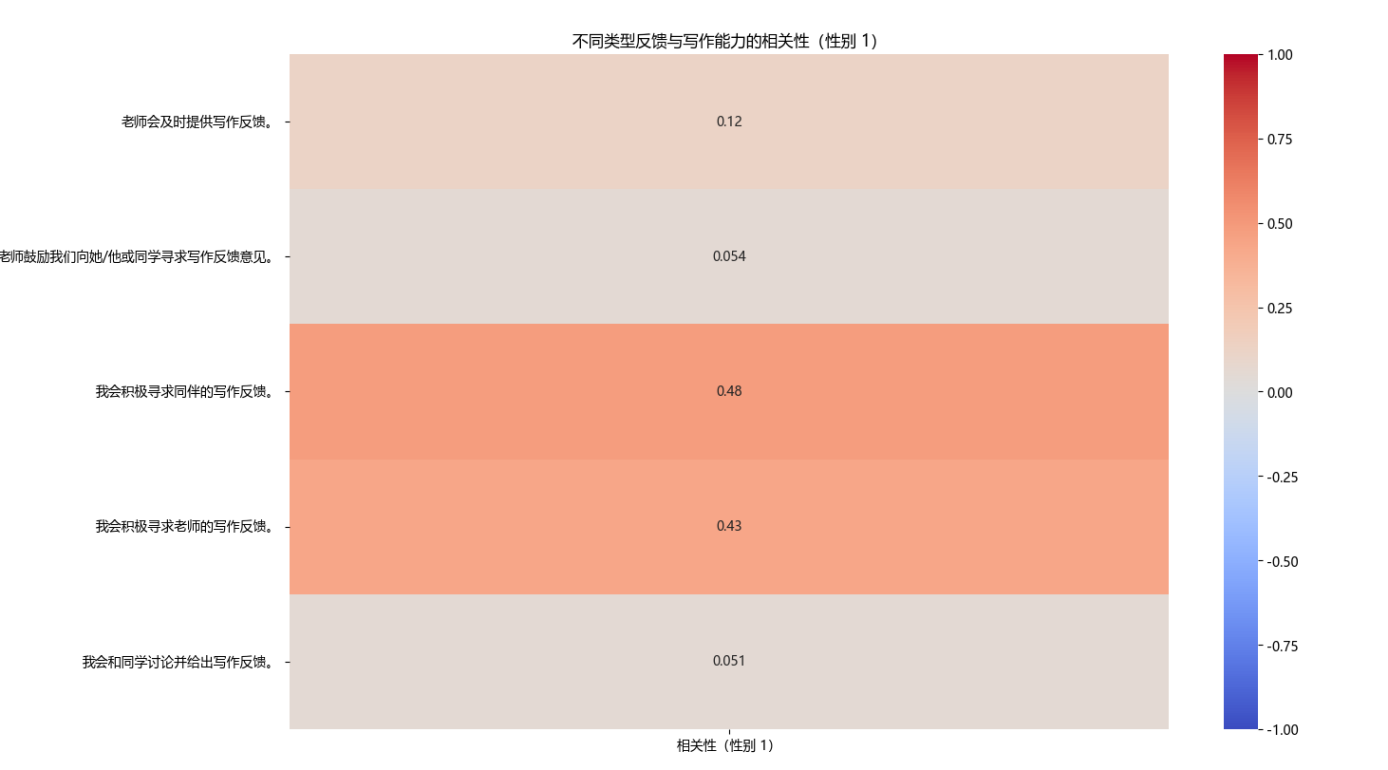 不同类型反馈与写作能力的相关性（性别 1）
老师会及时提供写作反馈。
0.12
老师鼓励我们向她/他或同学寻求写作反馈意见。
0.054
我会积极寻求同伴的写作反馈。
0.48
我会积极寻求老师的写作反馈。
0.43
我会和同学讨论并给出写作反馈。
0.051
相关性（性别 1）
1.00
0.75
0.50
0.25
0.00
-0.25
-0.50
-0.75
-1.00